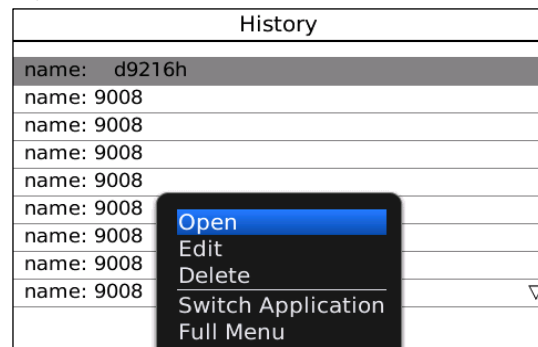 History
name: d9216h
name: 9008
name: 9008
name: 9008
name: 9008
name: 9008
name: 9008
name: 9008
name: 9008
Open
Edit
Delete
Switch Application
Full Menu